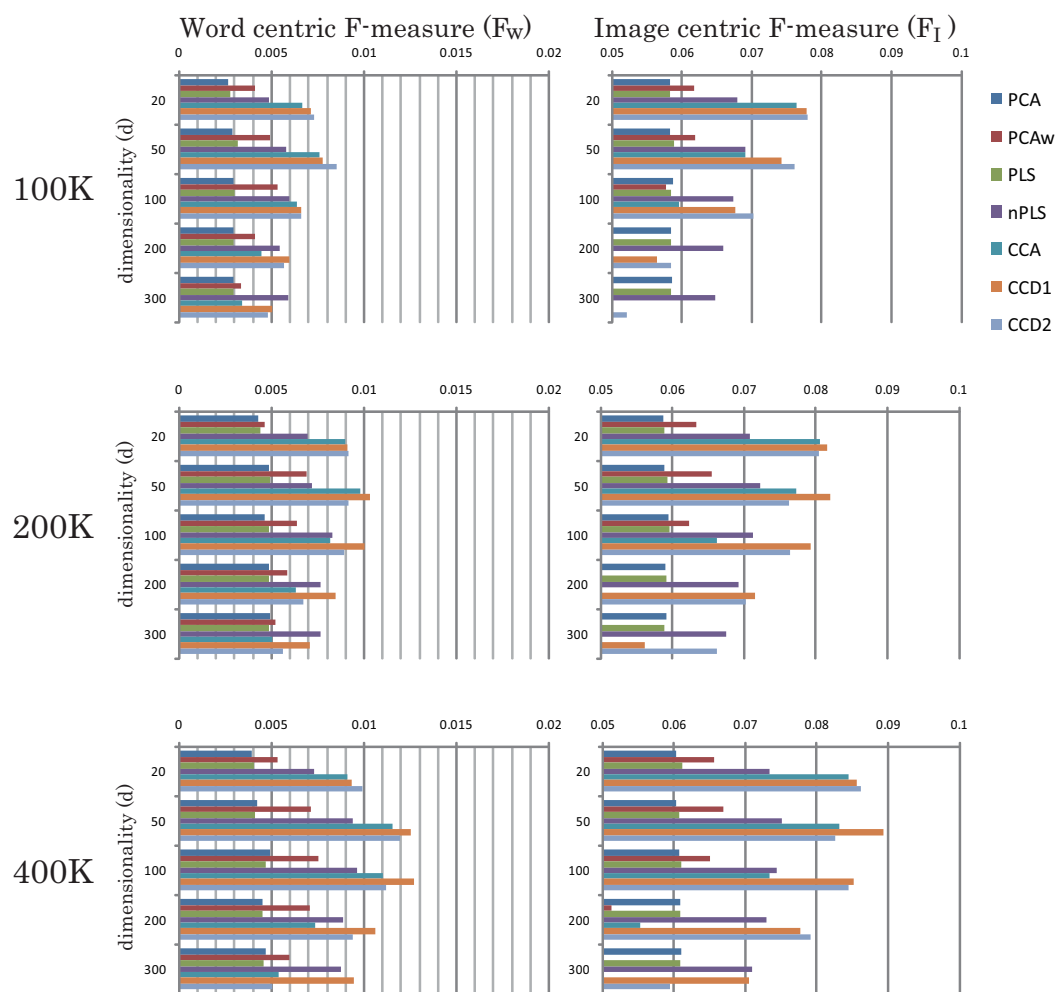 Word centric F-measure (FW)
Image centric F-measure (FI )
0 0.005 0.01 0.015 0.02
0.05 0.06 0.07 0.08 0.09 0.1
100K
dimensionality (d)
20
50
100
200
300
20
50
100
200
300
PCA
PCAw
PLS
nPLS
CCA
CCD1
CCD2
0 0.005 0.01 0.015 0.02
0.05 0.06 0.07 0.08 0.09 0.1
200K
dimensionality (d)
20
50
100
200
300
20
50
100
200
300
0 0.005 0.01 0.015 0.02
0.05 0.06 0.07 0.08 0.09 0.1
400K
dimensionality (d)
20
50
100
200
300
20
50
100
200
300